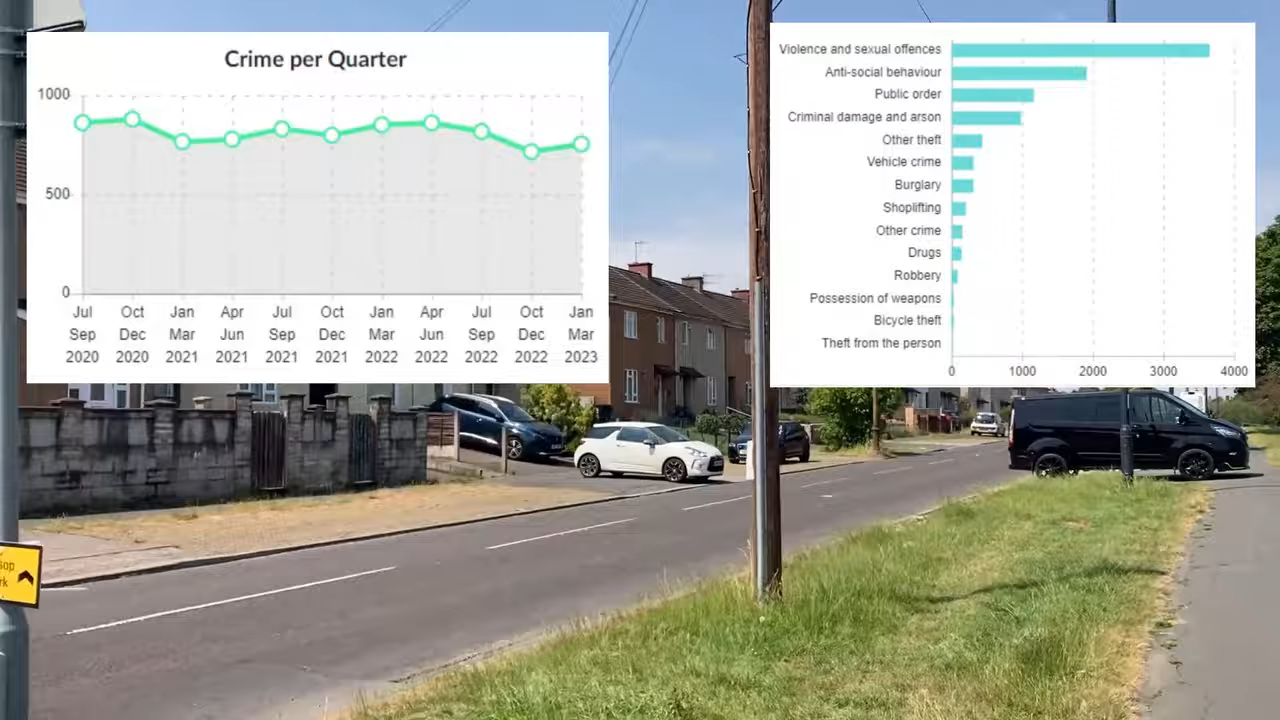 Crime per Quarter
1000
500
0
Jul Oct Jan Apr Jul Oct Jan Apr Jul Oct Jan
Sep Dec Mar Jun Sep Dec Mar Jun Sep Dec Mar
2020 2020 2021 2021 2021 2021 2022 2022 2022 2022 2023
Violence and sexual offences
Anti-social behaviour
Public order
Criminal damage and arson
Other theft
Vehicle crime
Burglary
Shoplifting
Other crime
Drugs
Robbery
Possession of weapons
Bicycle theft
Theft from the person
0 1000 2000 3000 4000